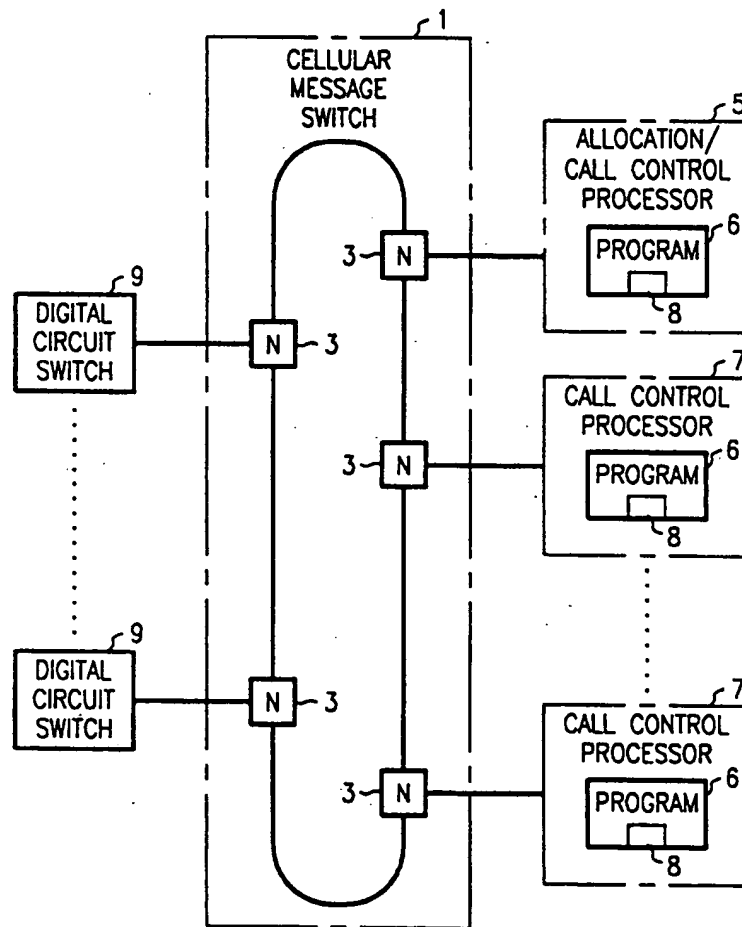 1
CELLULAR
MESSAGE
SWITCH
5
ALLOCATION/
CALL CONTROL
PROCESSOR
6
PROGRAM
8
3
N
9
DIGITAL
CIRCUIT
SWITCH
N
3
7
CALL CONTROL
PROCESSOR
6
PROGRAM
8
3
N
9
DIGITAL
CIRCUIT
SWITCH
N
3
7
CALL CONTROL
PROCESSOR
6
PROGRAM
8
3
N